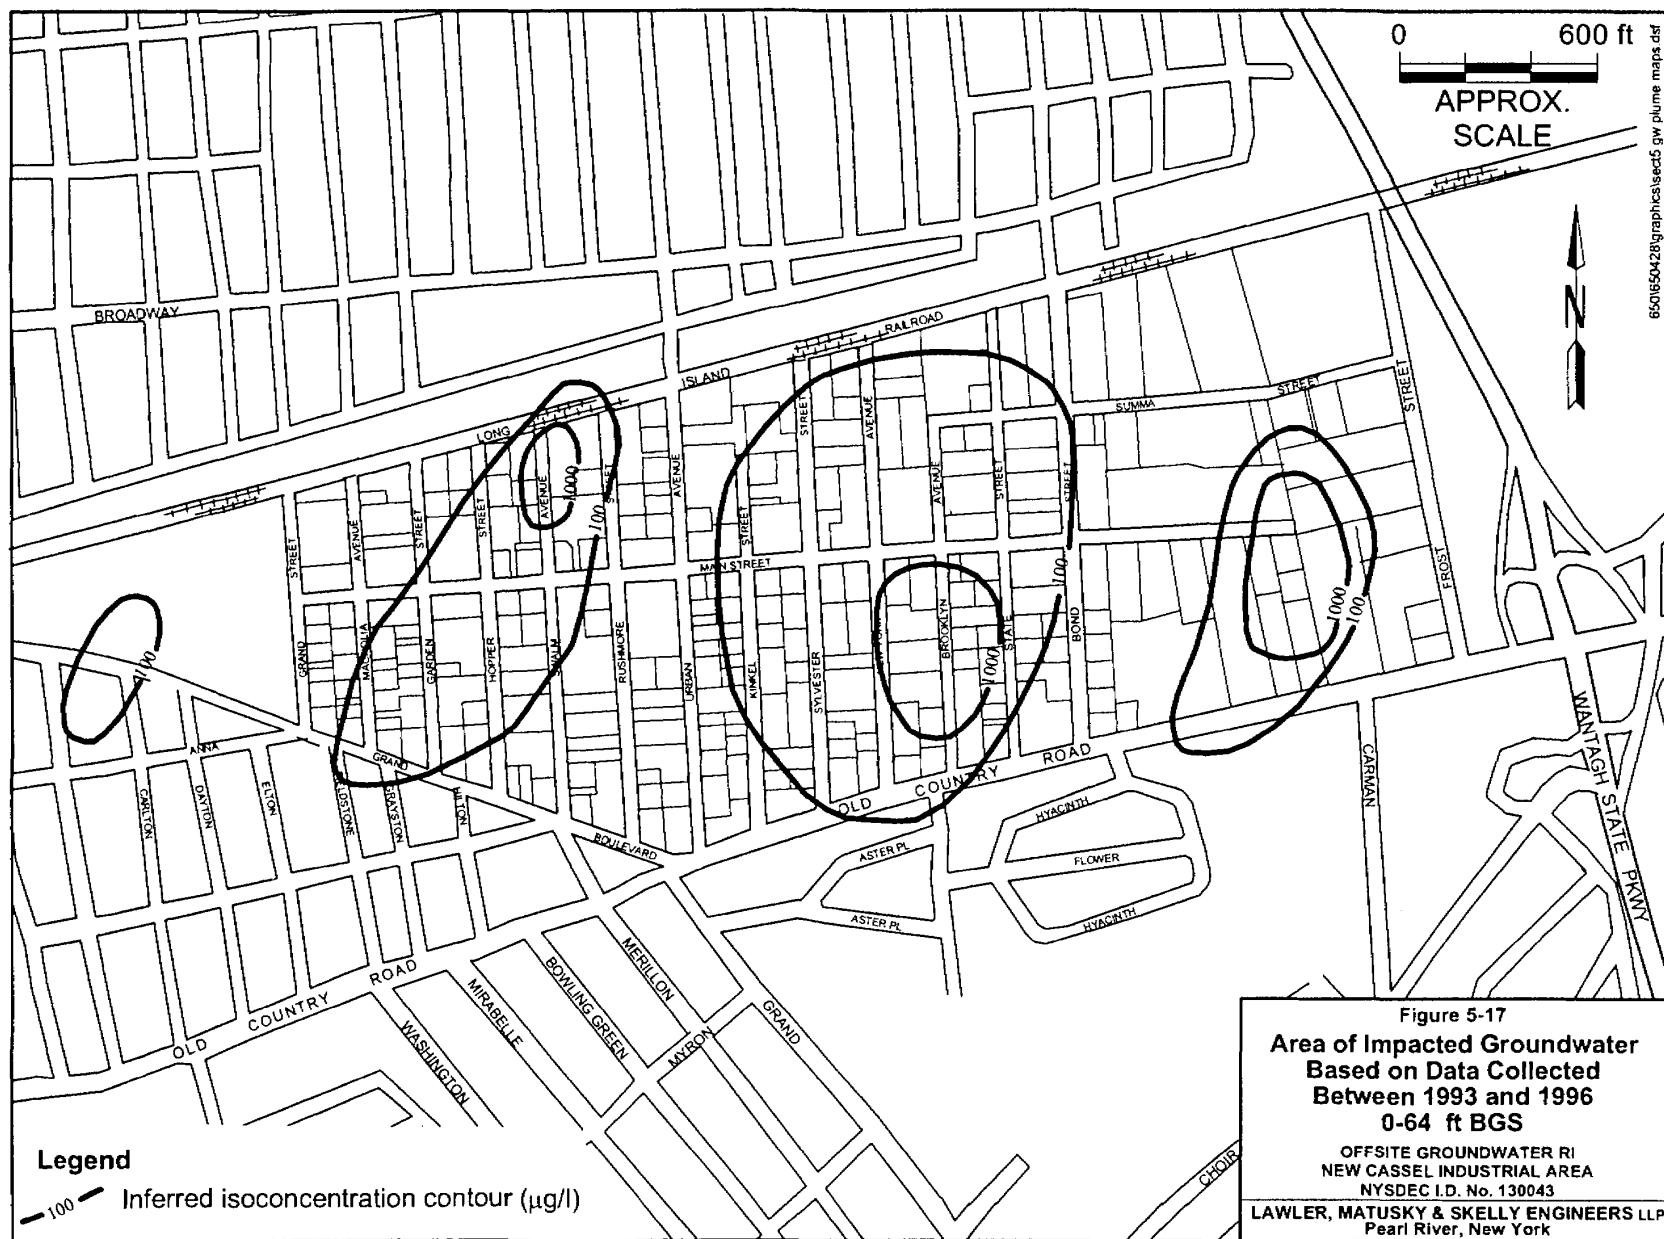 0 600 ft
APPROX.
SCALE
650\650428\graphics\sect5 gw plume maps.dsf
N
BROADWAY
LONG
ISLAND
RAILROAD
SUMMA
STREET
STREET
FROST
STREET
AVENUE
STREET
STREET
AVENUE
STREET
AVENUE
STREET
STREET
AVENUE
AVENUE
STREET
STREET
MAIN STREET
GRAND
MAGNOLIA
GARDEN
HOPPER
SWALM
RUSHMORE
URBAN
KINKEL
SYLVESTER
BROOKLYN
STATE
BOND
100
1000
100
100
1000
1000
100
ANNA
GRAND
BOULEVARD
CARLTON
DAYTON
ELTON
GRAYSTON
HILTON
OLD COUNTRY ROAD
HYACINTH
FLOWER
HYACINTH
ASTER PL
ASTER PL
CARMAN
WANTAGH STATE PKWY
OLD COUNTRY ROAD
WASHINGTON
MIRABELLE
BOWLING GREEN
MERILLON
MYRON
GRAND
CHOIR
Legend
100 Inferred isoconcentration contour (µg/l)
Figure 5-17
Area of Impacted Groundwater
Based on Data Collected
Between 1993 and 1996
0-64 ft BGS
OFFSITE GROUNDWATER RI
NEW CASSEL INDUSTRIAL AREA
NYSDEC I.D. No. 130043
LAWLER, MATUSKY & SKELLY ENGINEERS LLP
Pearl River, New York